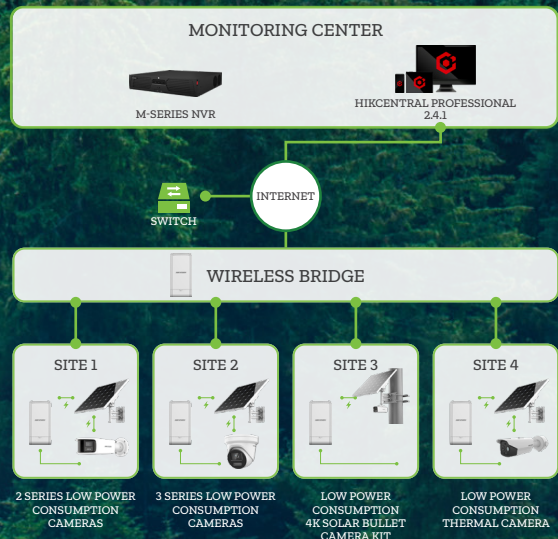 MONITORING CENTER
M-SERIES NVR
HIKCENTRAL PROFESSIONAL
2.4.1
INTERNET
SWITCH
WIRELESS BRIDGE
SITE 1
SITE 2
SITE 3
SITE 4
2 SERIES LOW POWER
CONSUMPTION
CAMERAS
3 SERIES LOW POWER
CONSUMPTION
CAMERAS
LOW POWER
CONSUMPTION
4K SOLAR BULLET
CAMERA KIT
LOW POWER
CONSUMPTION
THERMAL CAMERA